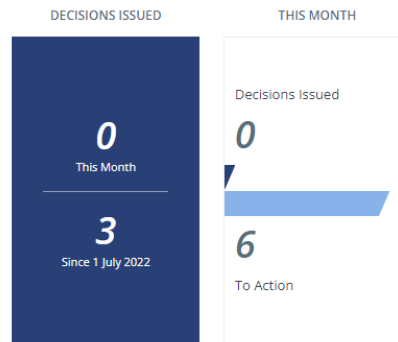 DECISIONS ISSUED
0
This Month
3
Since 1 July 2022
THIS MONTH
Decisions Issued
0
6
To Action